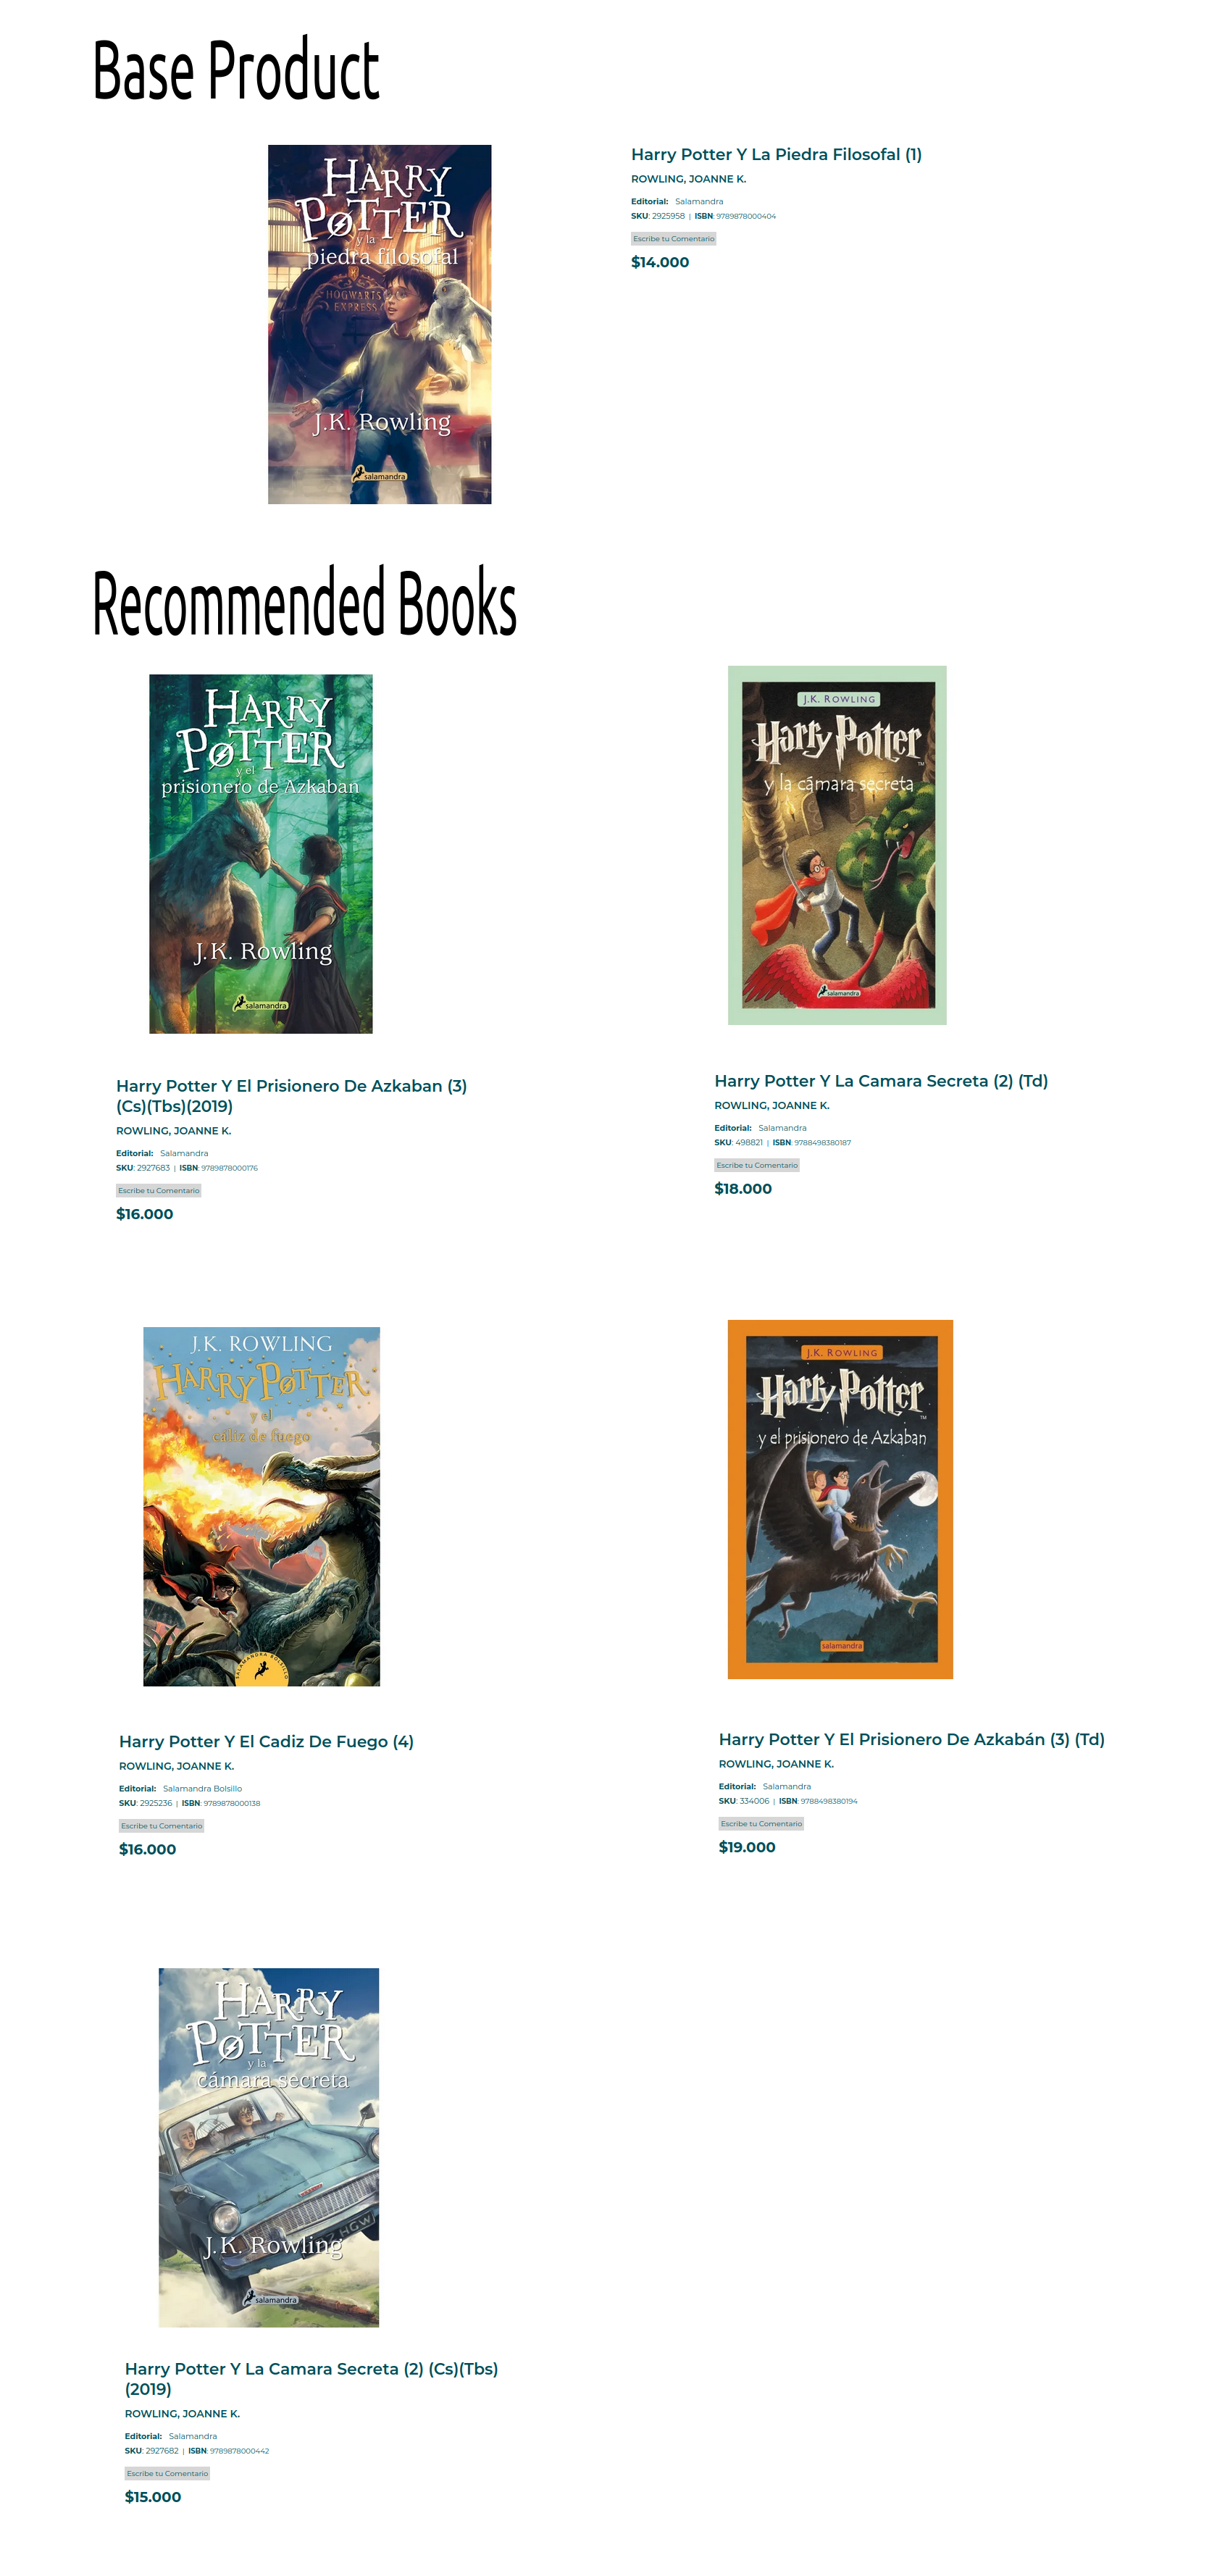 Base Product
HARRY
POTTER
y la
piedra filosofal
HOGWARTS
EXPRESS
J.K. Rowling
salamandra
Harry Potter Y La Piedra Filosofal (1)
ROWLING, JOANNE K.
Editorial: Salamandra
SKU: 2925958 | ISBN: 9789878000404
Escribe tu Comentario
$14.000
Recommended Books
HARRY
POTTER
y el
prisionero de Azkaban
J.K. Rowling
salamandra
Harry Potter Y El Prisionero De Azkaban (3)
(Cs)(Tbs)(2019)
ROWLING, JOANNE K.
Editorial: Salamandra
SKU: 2927683 | ISBN: 9789878000176
Escribe tu Comentario
$16.000
J.K. ROWLING
Harry Potter
TM
y la cámara secreta
salamandra
Harry Potter Y La Camara Secreta (2) (Td)
ROWLING, JOANNE K.
Editorial: Salamandra
SKU: 498821 | ISBN: 9788498380187
Escribe tu Comentario
$18.000
J.K. ROWLING
HARRY POTTER
y el
cáliz de fuego
SALAMANDRA BOLSILLO
Harry Potter Y El Cadiz De Fuego (4)
ROWLING, JOANNE K.
Editorial: Salamandra Bolsillo
SKU: 2925236 | ISBN: 9789878000138
Escribe tu Comentario
$16.000
J.K. ROWLING
Harry Potter
TM
y el prisionero de Azkaban
salamandra
Harry Potter Y El Prisionero De Azkabán (3) (Td)
ROWLING, JOANNE K.
Editorial: Salamandra
SKU: 334006 | ISBN: 9788498380194
Escribe tu Comentario
$19.000
HARRY
POTTER
y la
cámara secreta
HGW
J.K. Rowling
salamandra
Harry Potter Y La Camara Secreta (2) (Cs)(Tbs)
(2019)
ROWLING, JOANNE K.
Editorial: Salamandra
SKU: 2927682 | ISBN: 9789878000442
Escribe tu Comentario
$15.000